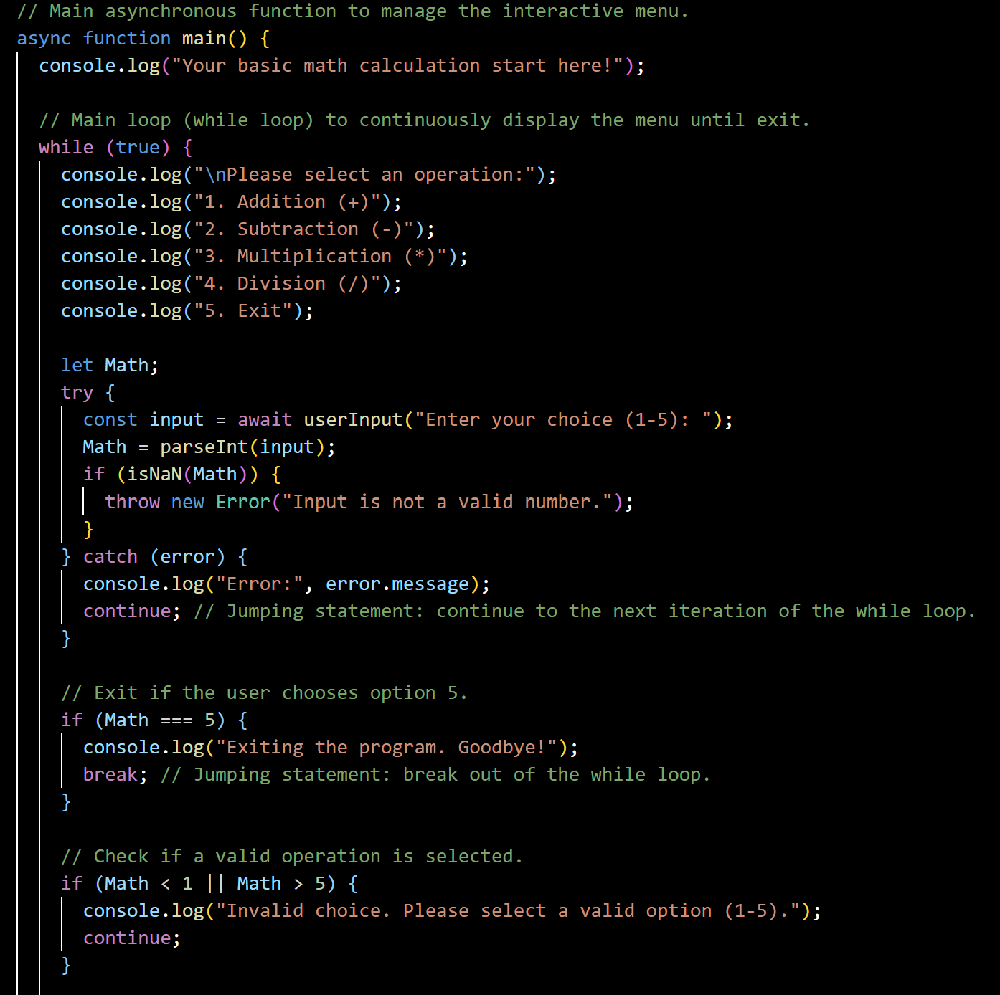 // Main asynchronous function to manage the interactive menu.
async function main() {
  console.log("Your basic math calculation start here!");

  // Main loop (while loop) to continuously display the menu until exit.
  while (true) {
    console.log("\nPlease select an operation:");
    console.log("1. Addition (+)");
    console.log("2. Subtraction (-)");
    console.log("3. Multiplication (*)");
    console.log("4. Division (/)");
    console.log("5. Exit");

    let Math;
    try {
      const input = await userInput("Enter your choice (1-5): ");
      Math = parseInt(input);
      if (isNaN(Math)) {
        throw new Error("Input is not a valid number.");
      }
    } catch (error) {
      console.log("Error:", error.message);
      continue; // Jumping statement: continue to the next iteration of the while loop.
    }

    // Exit if the user chooses option 5.
    if (Math === 5) {
      console.log("Exiting the program. Goodbye!");
      break; // Jumping statement: break out of the while loop.
    }

    // Check if a valid operation is selected.
    if (Math < 1 || Math > 5) {
      console.log("Invalid choice. Please select a valid option (1-5).");
      continue;
    }